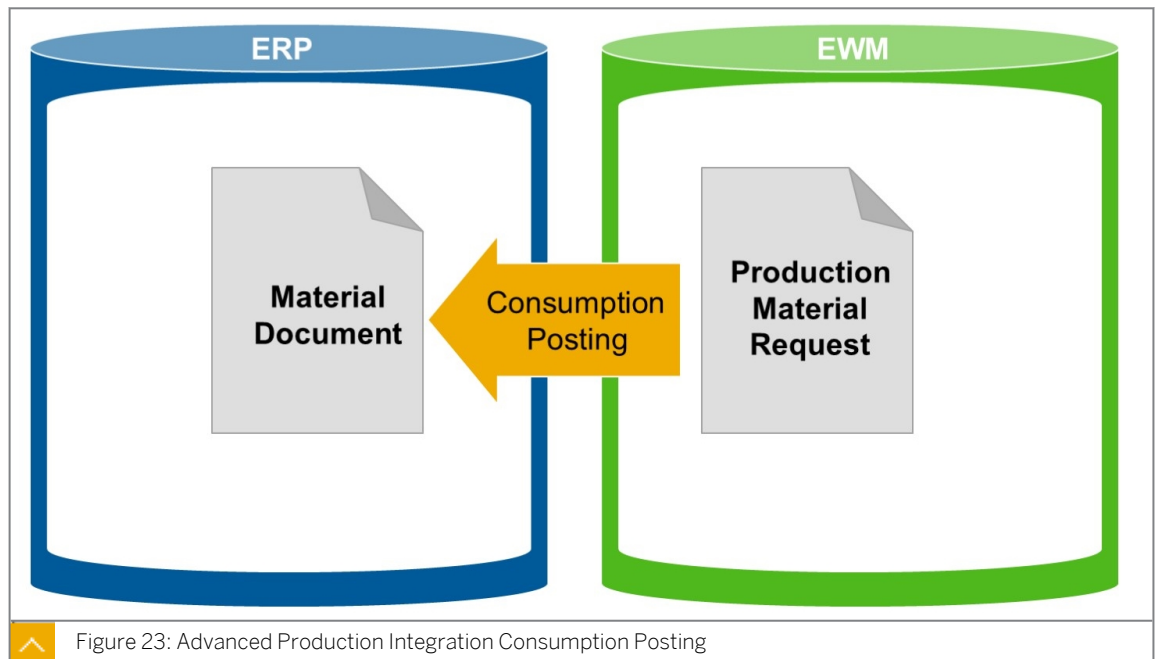 ERP
EWM
Material
Document
Consumption
Posting
Production
Material
Request
Figure 23: Advanced Production Integration Consumption Posting